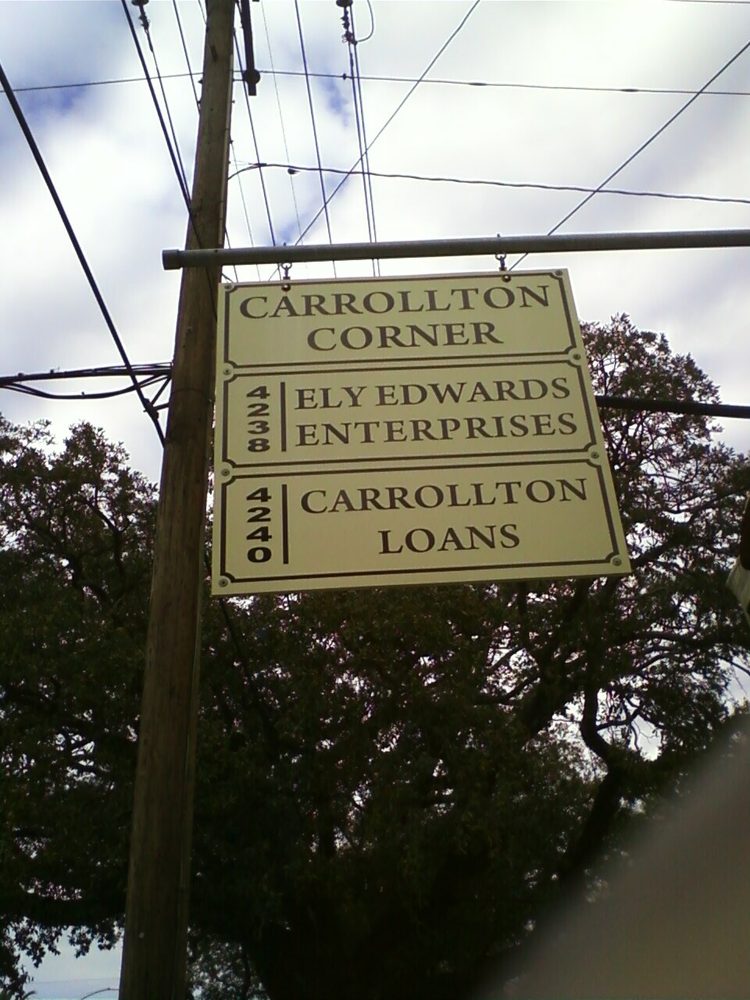 CARROLLTON
CORNER
4238 ELY EDWARDS
ENTERPRISES
4240 CARROLLTON
LOANS